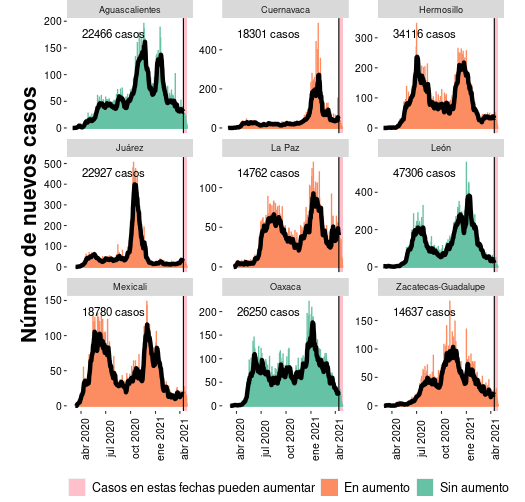 Aguascalientes Cuernavaca Hermosillo
22466 casos 18301 casos 34116 casos
200 150 100 50 0
400 200 0
300 200 100 0
Juárez La Paz León
22927 casos 14762 casos 47306 casos
500 400 300 200 100 0
100 50 0
400 200 0
Mexicali Oaxaca Zacatecas-Guadalupe
18780 casos 26250 casos 14637 casos
150 100 50 0
200 150 100 50 0
150 100 50 0
Número de nuevos casos
abr 2020 jul 2020 oct 2020 ene 2021 abr 2021
abr 2020 jul 2020 oct 2020 ene 2021 abr 2021
abr 2020 jul 2020 oct 2020 ene 2021 abr 2021
Casos en estas fechas pueden aumentar En aumento Sin aumento